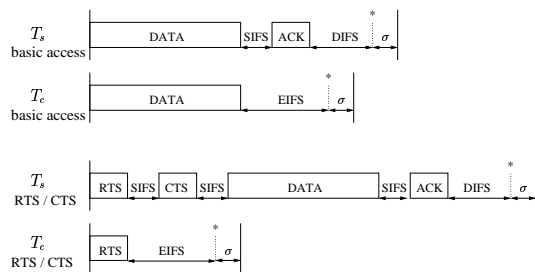 T_s DATA SIFS ACK DIFS * σ
basic access
T_c DATA EIFS * σ
basic access
T_s RTS SIFS CTS SIFS DATA SIFS ACK DIFS * σ
RTS / CTS
T_c RTS EIFS * σ
RTS / CTS